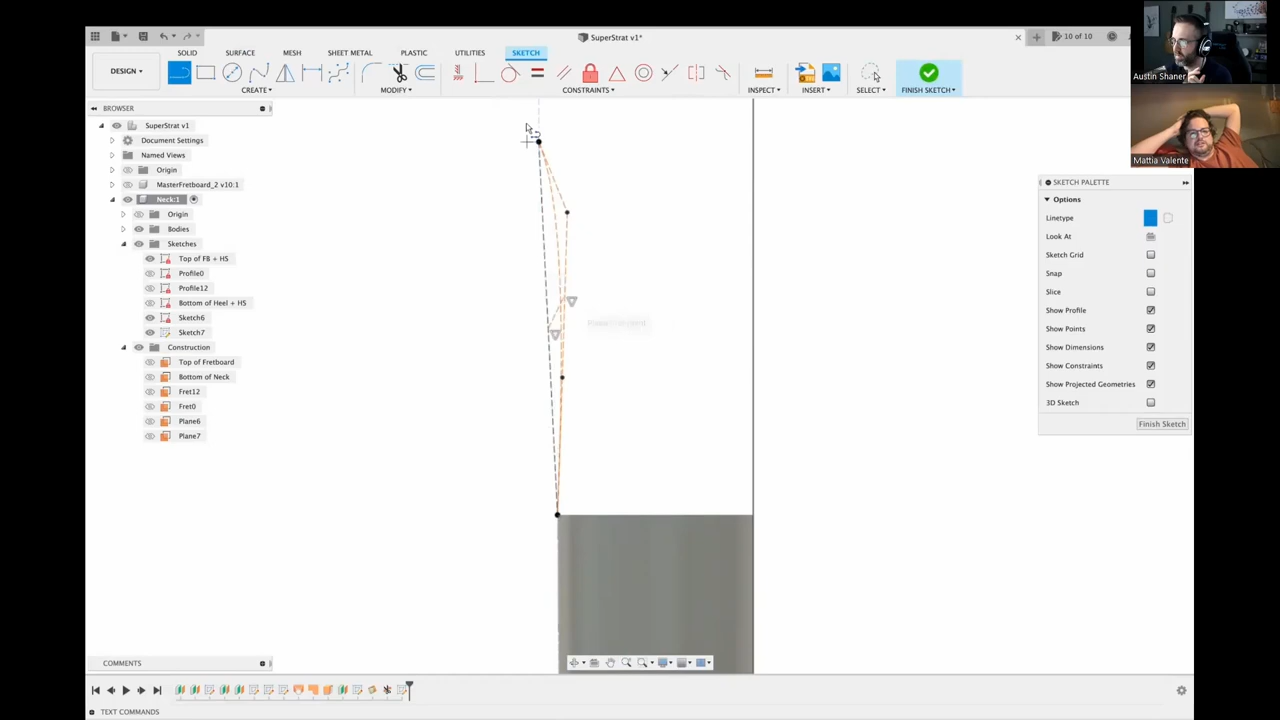 SuperStrat v1*
10 of 10
DESIGN
SOLID
SURFACE
MESH
SHEET METAL
PLASTIC
UTILITIES
SKETCH
CREATE
MODIFY
CONSTRAINTS
INSPECT
INSERT
SELECT
FINISH SKETCH
Austin Shaner
Mattia Valente
BROWSER
SuperStrat v1
Document Settings
Named Views
Origin
MasterFretboard_2 v10:1
Neck:1
Origin
Bodies
Sketches
Top of FB + HS
Profile0
Profile12
Bottom of Heel + HS
Sketch6
Sketch7
Construction
Top of Fretboard
Bottom of Neck
Fret12
Fret0
Plane6
Plane7
SKETCH PALETTE
Options
Linetype
Look At
Sketch Grid
Snap
Slice
Show Profile
Show Points
Show Dimensions
Show Constraints
Show Projected Geometries
3D Sketch
Finish Sketch
COMMENTS
TEXT COMMANDS